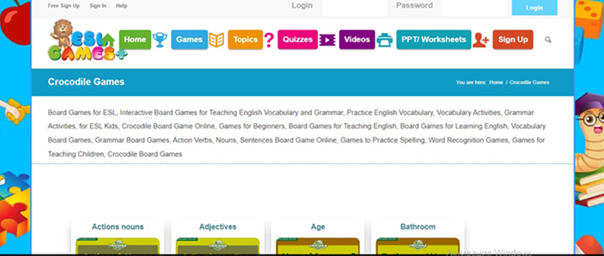 Free Sign Up Sign In Help Login Password Login
ESL GAMES+ Home Games Topics Quizzes Videos PPT/ Worksheets Sign Up
Crocodile Games You are here: Home / Crocodile Games
Board Games for ESL, Interactive Board Games for Teaching English Vocabulary and Grammar, Practice English Vocabulary, Vocabulary Activities, Grammar
Activities, for ESL Kids, Crocodile Board Game Online, Games for Beginners, Board Games for Teaching English, Board Games for Learning English, Vocabulary
Board Games, Grammar Board Games, Action Verbs, Nouns, Sentences Board Game Online, Games to Practice Spelling, Word Recognition Games, Games for
Teaching Children, Crocodile Board Games
Actions nouns Adjectives Age Bathroom